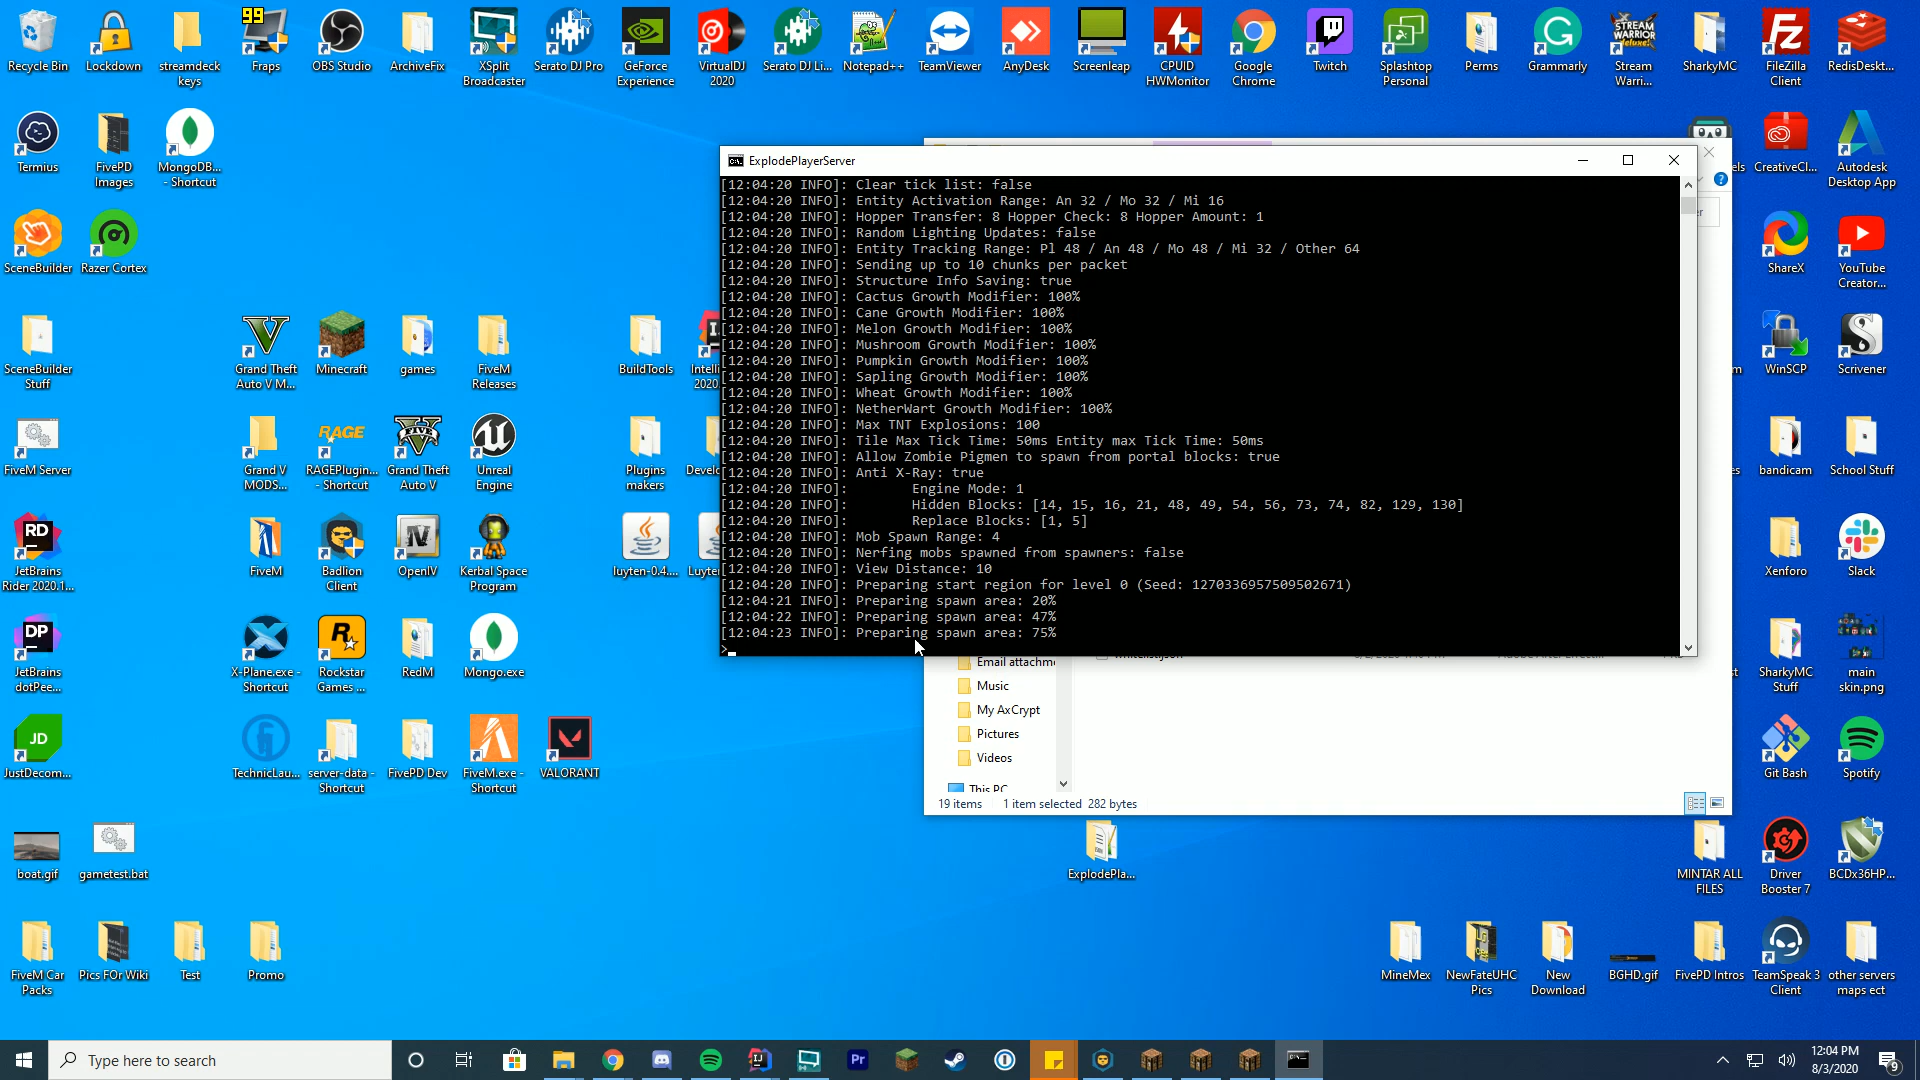 99
Recycle Bin
Lockdown
streamdeck
keys
Fraps
OBS Studio
ArchiveFix
XSplit
Broadcaster
Serato DJ Pro
GeForce
Experience
VirtualDJ
2020
Serato DJ Li...
Notepad++
TeamViewer
AnyDesk
Screenleap
CPUID
HWMonitor
Google
Chrome
Twitch
Splashtop
Personal
Perms
Grammarly
STREAM
WARRIOR
Stream
Warri...
SharkyMC
FileZilla
Client
RedisDeskt...
Termius
FivePD
Images
MongoDB...
- Shortcut
CreativeCl...
Autodesk
Desktop App
SceneBuilder
Razer Cortex
ShareX
YouTube
Creator...
ExplodePlayerServer
[12:04:20 INFO]: Clear tick list: false
[12:04:20 INFO]: Entity Activation Range: An 32 / Mo 32 / Mi 16
[12:04:20 INFO]: Hopper Transfer: 8 Hopper Check: 8 Hopper Amount: 1
[12:04:20 INFO]: Random Lighting Updates: false
[12:04:20 INFO]: Entity Tracking Range: Pl 48 / An 48 / Mo 48 / Mi 32 / Other 64
[12:04:20 INFO]: Sending up to 10 chunks per packet
[12:04:20 INFO]: Structure Info Saving: true
[12:04:20 INFO]: Cactus Growth Modifier: 100%
[12:04:20 INFO]: Cane Growth Modifier: 100%
[12:04:20 INFO]: Melon Growth Modifier: 100%
[12:04:20 INFO]: Mushroom Growth Modifier: 100%
[12:04:20 INFO]: Pumpkin Growth Modifier: 100%
[12:04:20 INFO]: Sapling Growth Modifier: 100%
[12:04:20 INFO]: Wheat Growth Modifier: 100%
[12:04:20 INFO]: NetherWart Growth Modifier: 100%
[12:04:20 INFO]: Max TNT Explosions: 100
[12:04:20 INFO]: Tile Max Tick Time: 50ms Entity max Tick Time: 50ms
[12:04:20 INFO]: Allow Zombie Pigmen to spawn from portal blocks: true
[12:04:20 INFO]: Anti X-Ray: true
[12:04:20 INFO]: Engine Mode: 1
[12:04:20 INFO]: Hidden Blocks: [14, 15, 16, 21, 48, 49, 54, 56, 73, 74, 82, 129, 130]
[12:04:20 INFO]: Replace Blocks: [1, 5]
[12:04:20 INFO]: Mob Spawn Range: 4
[12:04:20 INFO]: Nerfing mobs spawned from spawners: false
[12:04:20 INFO]: View Distance: 10
[12:04:20 INFO]: Preparing start region for level 0 (Seed: 1270336957509502671)
[12:04:21 INFO]: Preparing spawn area: 20%
[12:04:22 INFO]: Preparing spawn area: 47%
[12:04:23 INFO]: Preparing spawn area: 75%
>
Music
My AxCrypt
Pictures
Videos
This PC
19 items
1 item selected 282 bytes
SceneBuilder
Stuff
Grand Theft
Auto V M...
Minecraft
games
FiveM
Releases
BuildTools
WinSCP
Scrivener
FiveM Server
Grand V
MODS...
RAGE
RAGEPlugin...
- Shortcut
FIVE
Grand Theft
Auto V
Unreal
Engine
Plugins
makers
bandicam
School Stuff
RD
JetBrains
Rider 2020.1...
FiveM
Badlion
Client
IV
OpenIV
Kerbal Space
Program
luyten-0.4....
Xenforo
Slack
DP
JetBrains
dotPee...
X-Plane.exe -
Shortcut
Rockstar
Games ...
RedM
Mongo.exe
SharkyMC
Stuff
main
skin.png
JD
JustDecom...
TechnicLau...
server-data -
Shortcut
FivePD Dev
FiveM.exe -
Shortcut
VALORANT
Git Bash
Spotify
boat.gif
gametest.bat
ExplodePla...
MINTAR ALL
FILES
Driver
Booster 7
BCDx36HP...
FiveM Car
Packs
Pics FOr Wiki
Test
Promo
MineMex
NewFateUHC
Pics
New
Download
BGHD.gif
FivePD Intros
TeamSpeak 3
Client
other servers
maps ect
Type here to search
Pr
12:04 PM
8/3/2020
9